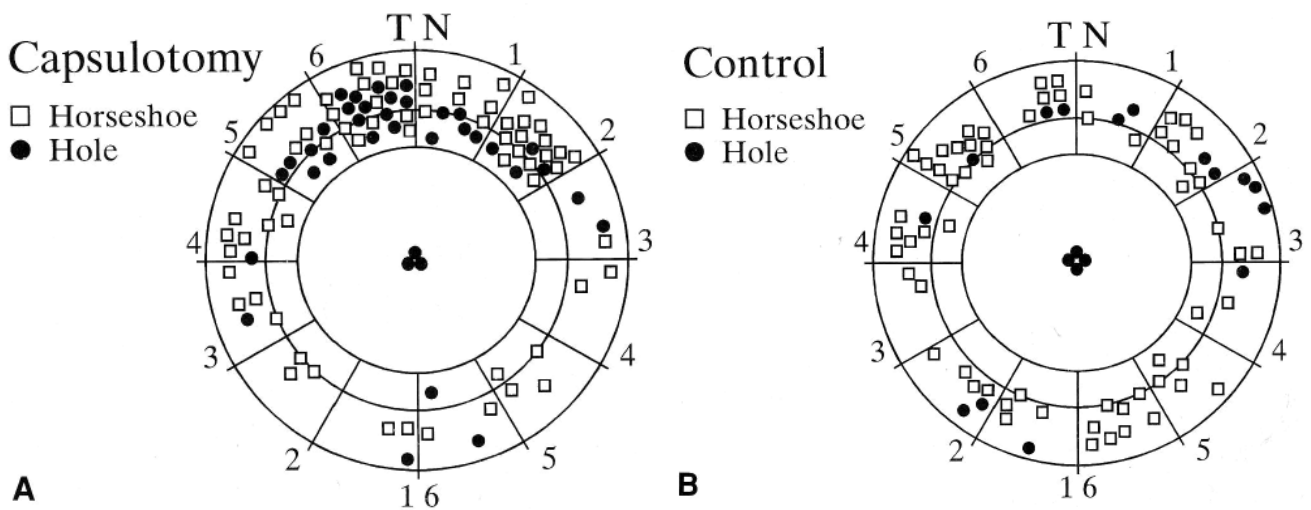 Capsulotomy
□ Horseshoe
● Hole
T N
6 1
5 2
4 3
3 4
2 5
1 6
A
Control
□ Horseshoe
● Hole
T N
6 1
5 2
4 3
3 4
2 5
1 6
B